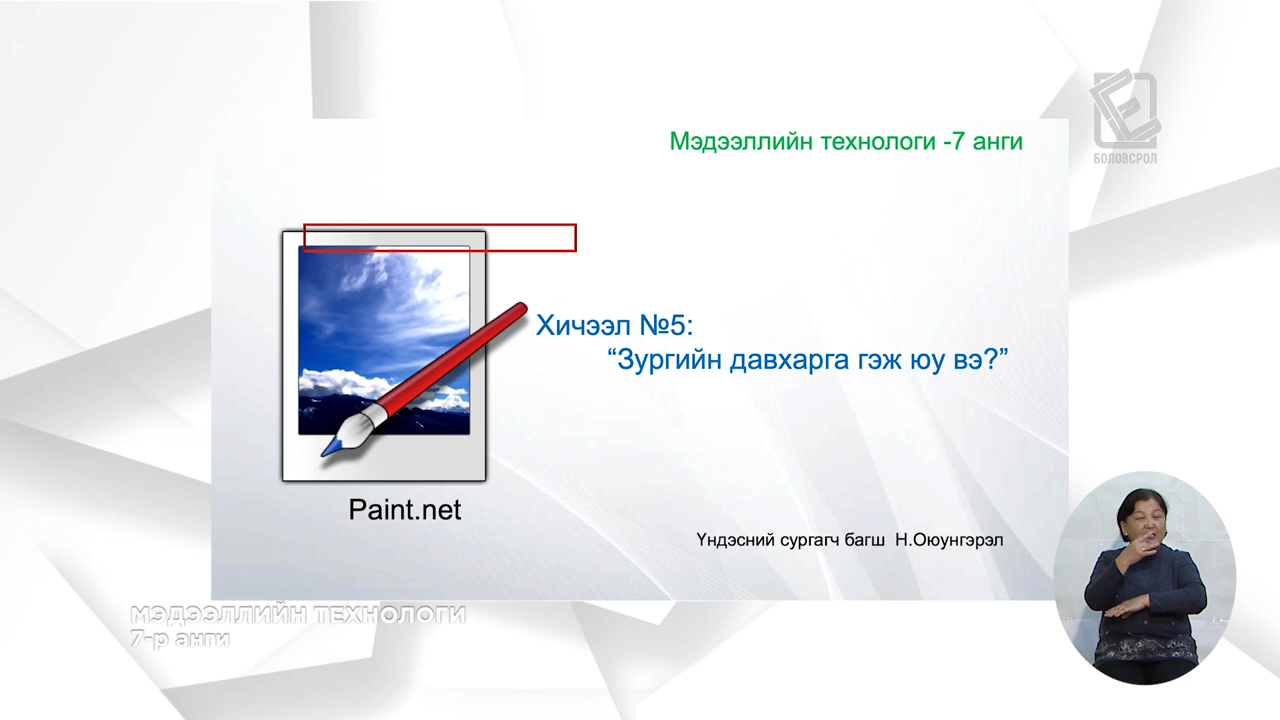 Мэдээллийн технологи -7 анги
БОЛОВСРОЛ
Хичээл №5:
“Зургийн давхарга гэж юу вэ?”
Paint.net
Үндэсний сургагч багш Н.Оюунгэрэл
МЭДЭЭЛЛИЙН ТЕХНОЛОГИ
7-р анги